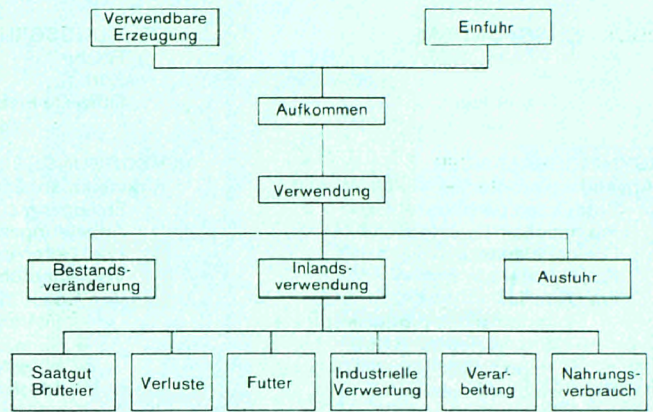 Verwendbare
Erzeugung
Einfuhr
Aufkommen
Verwendung
Bestands-
veränderung
Inlands-
verwendung
Ausfuhr
Saatgut
Bruteier
Verluste
Futter
Industrielle
Verwertung
Verar-
beitung
Nahrungs-
verbrauch